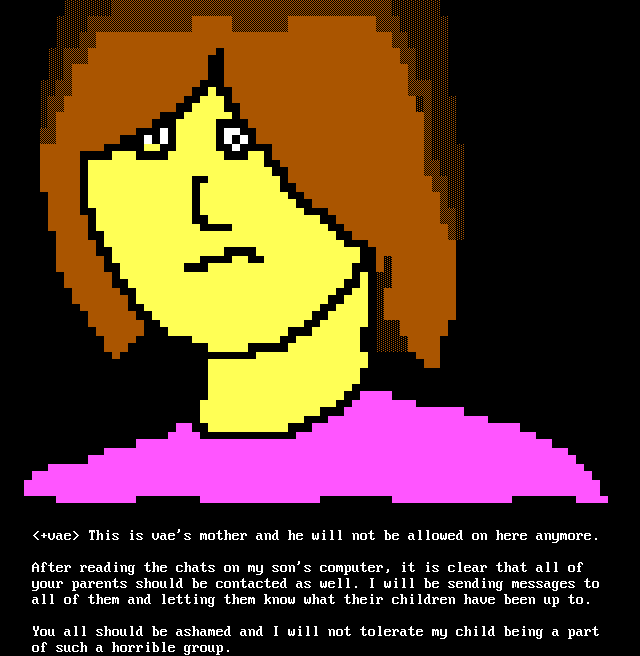 <+vae> This is vae's mother and he will not be allowed on here anymore.
After reading the chats on my son's computer, it is clear that all of
your parents should be contacted as well. I will be sending messages to
all of them and letting them know what their children have been up to.
You all should be ashamed and I will not tolerate my child being a part
of such a horrible group.